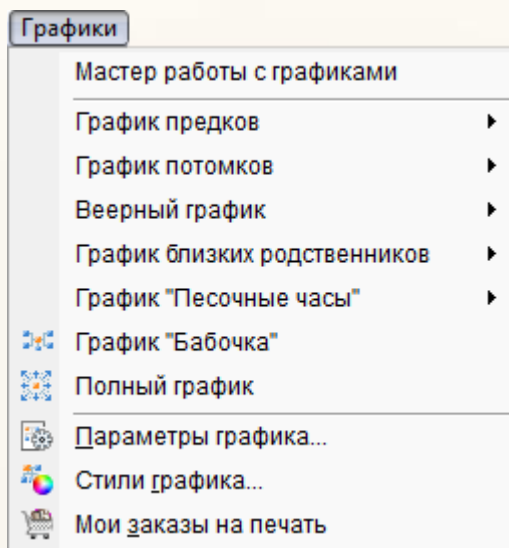 Графики
Мастер работы с графиками
График предков
График потомков
Веерный график
График близких родственников
График "Песочные часы"
График "Бабочка"
Полный график
Параметры графика...
Стили графика...
Мои заказы на печать